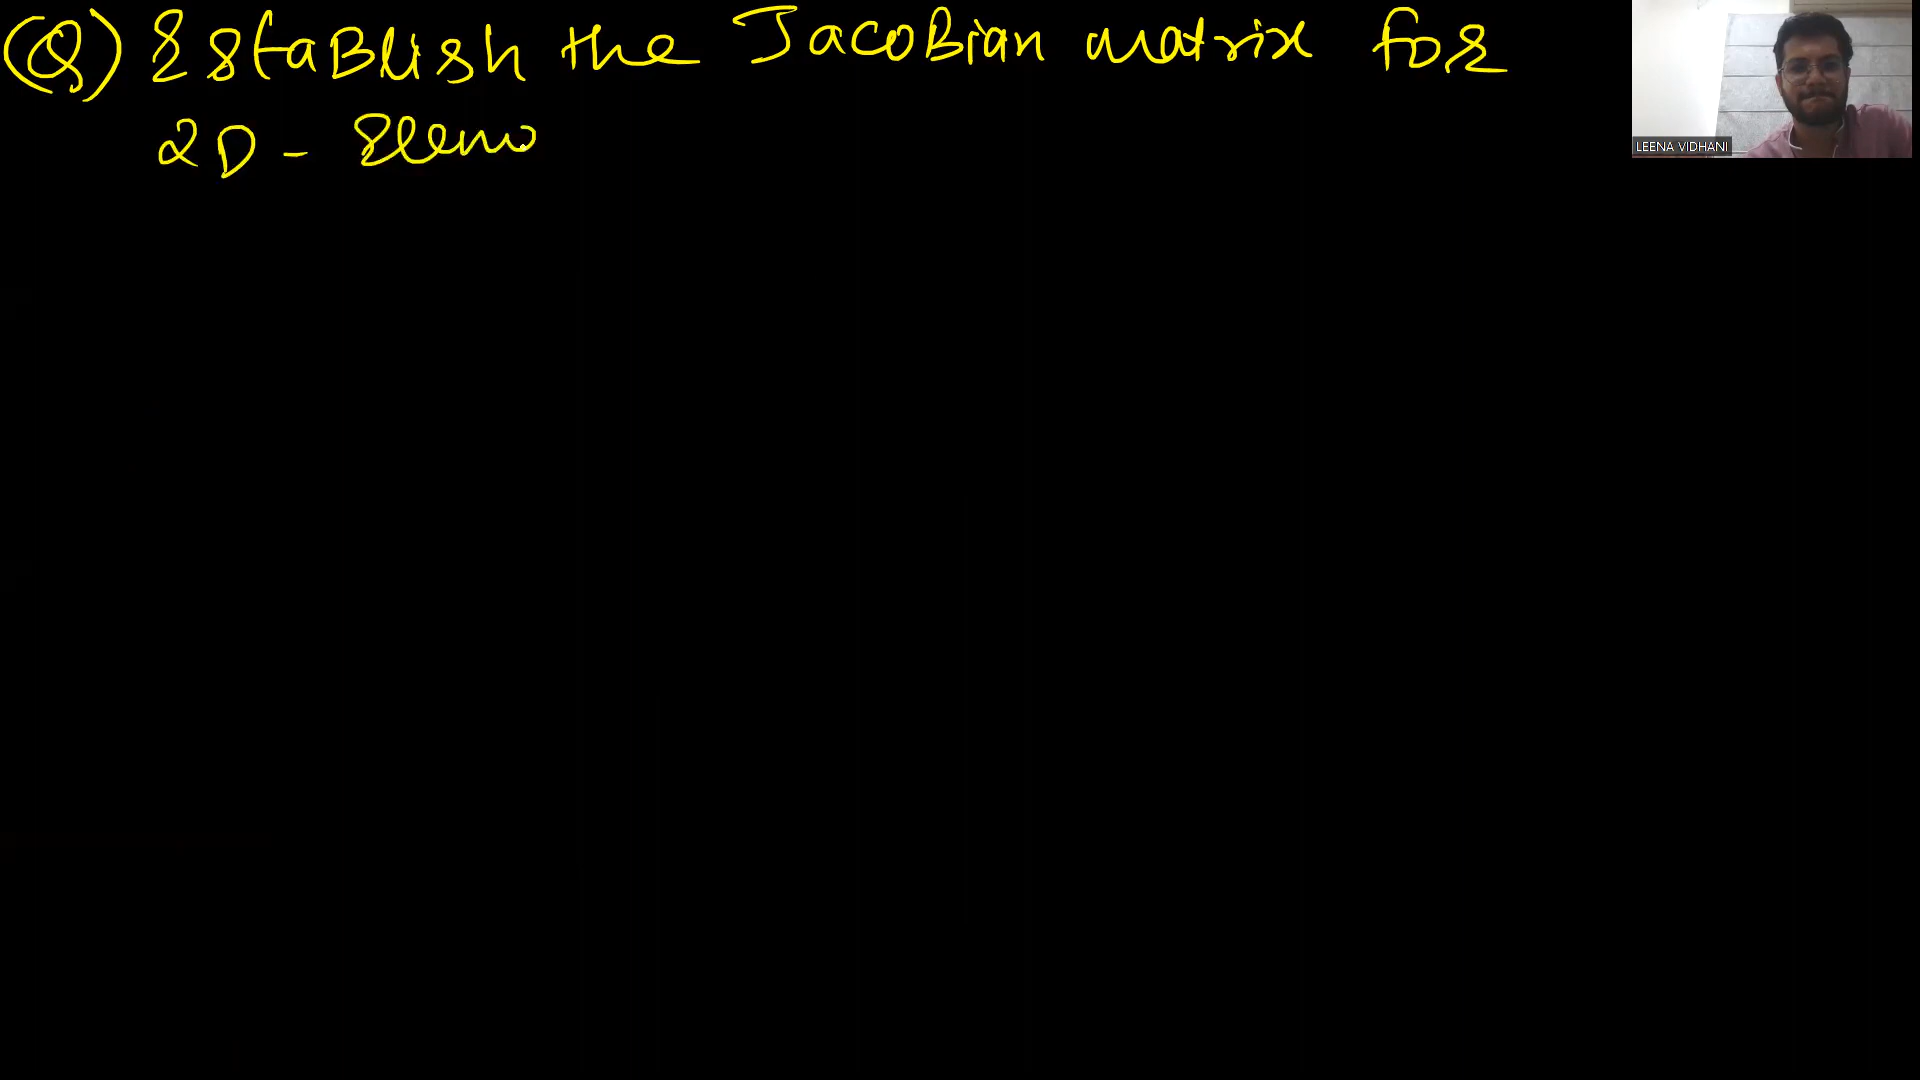 (Q) Establish the Jacobian matrix for
2D - Elem
LEENA VIDHANI